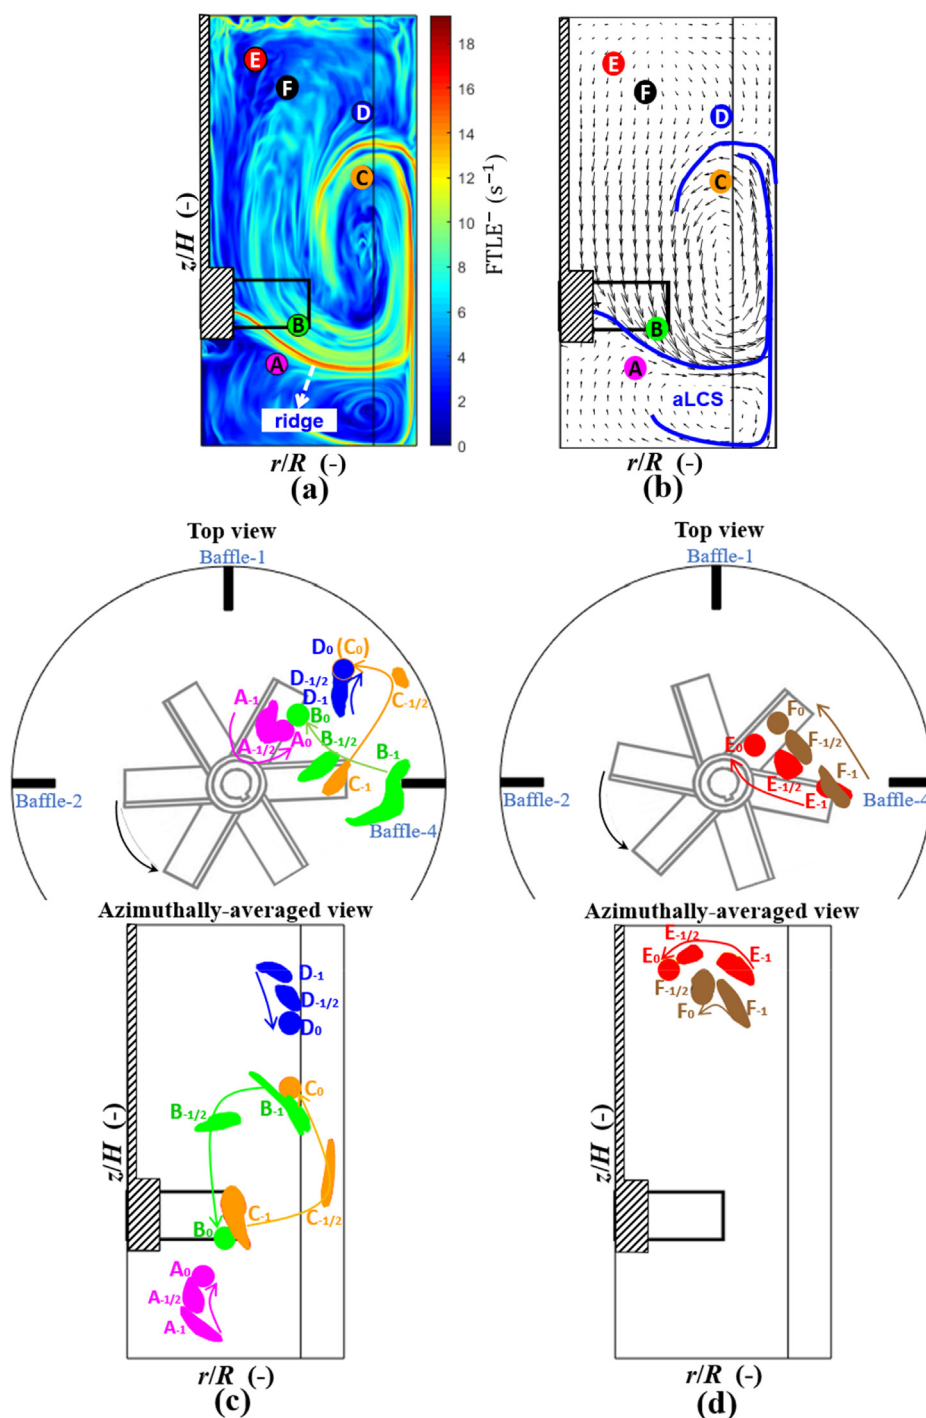 E
F
D
C
B
A
ridge
z/H (-)
r/R (-)
18
16
14
12
10
8
6
4
2
0
FTLE⁻ (s⁻¹)
(a)
E
F
D
C
B
A
aLCS
r/R (-)
(b)
Top view
Baffle-1
D₀ (C₀)
D-1/2
D-1
C-1/2
A-1
B₀
A-1/2
A₀
B-1/2
B-1
C-1
Baffle-2
Baffle-4
Top view
Baffle-1
F₀
E₀
F-1/2
F-1
E-1/2
E-1
Baffle-2
Baffle-4
Azimuthally-averaged view
D-1
D-1/2
D₀
C₀
B-1/2
B-1
C-1
C-1/2
B₀
A₀
A-1/2
A-1
z/H (-)
r/R (-)
(c)
Azimuthally-averaged view
E-1/2
E₀
E-1
F-1/2
F₀
F-1
z/H (-)
r/R (-)
(d)